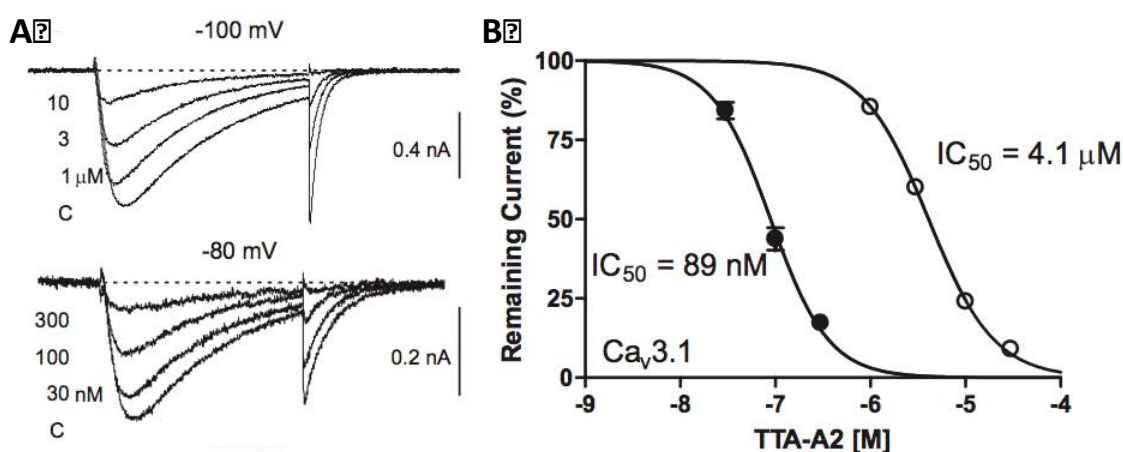 A
-100 mV
10
3
1 μM
C
0.4 nA
-80 mV
300
100
30 nM
C
0.2 nA
B
Remaining Current (%)
100
75
50
25
0
IC50 = 4.1 μM
IC50 = 89 nM
Cav3.1
-9 -8 -7 -6 -5 -4
TTA-A2 [M]